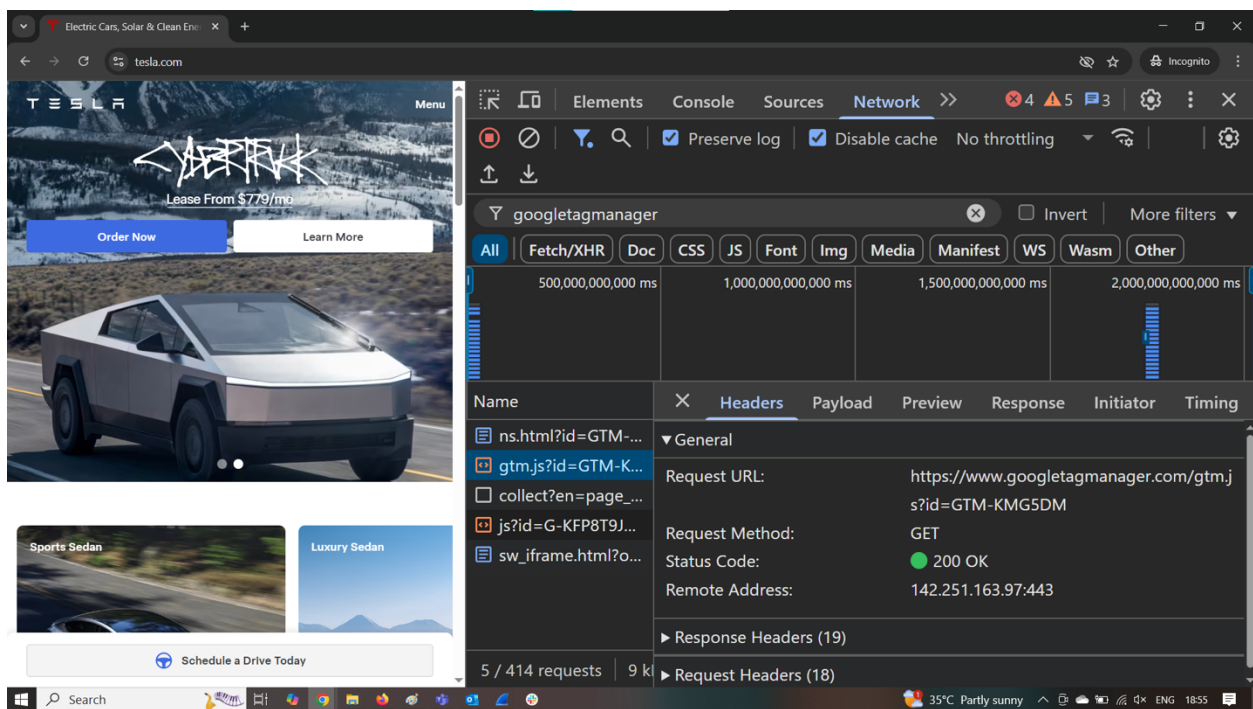 Electric Cars, Solar & Clean Ene
tesla.com
Incognito
TESLA
Menu
CYBERTRUCK
Lease From $779/mo
Order Now
Learn More
Sports Sedan
Luxury Sedan
Schedule a Drive Today
Elements Console Sources Network 4 5 3
Preserve log Disable cache No throttling
googletagmanager Invert More filters
All Fetch/XHR Doc CSS JS Font Img Media Manifest WS Wasm Other
500,000,000,000 ms 1,000,000,000,000 ms 1,500,000,000,000 ms 2,000,000,000,000 ms
Name
ns.html?id=GTM-...
gtm.js?id=GTM-K...
collect?en=page_...
js?id=G-KFP8T9J...
sw_iframe.html?o...
5 / 414 requests 9 k
Headers Payload Preview Response Initiator Timing
General
Request URL: https://www.googletagmanager.com/gtm.j
s?id=GTM-KMG5DM
Request Method: GET
Status Code: 200 OK
Remote Address: 142.251.163.97:443
Response Headers (19)
Request Headers (18)
Search
35°C Partly sunny ENG 18:55